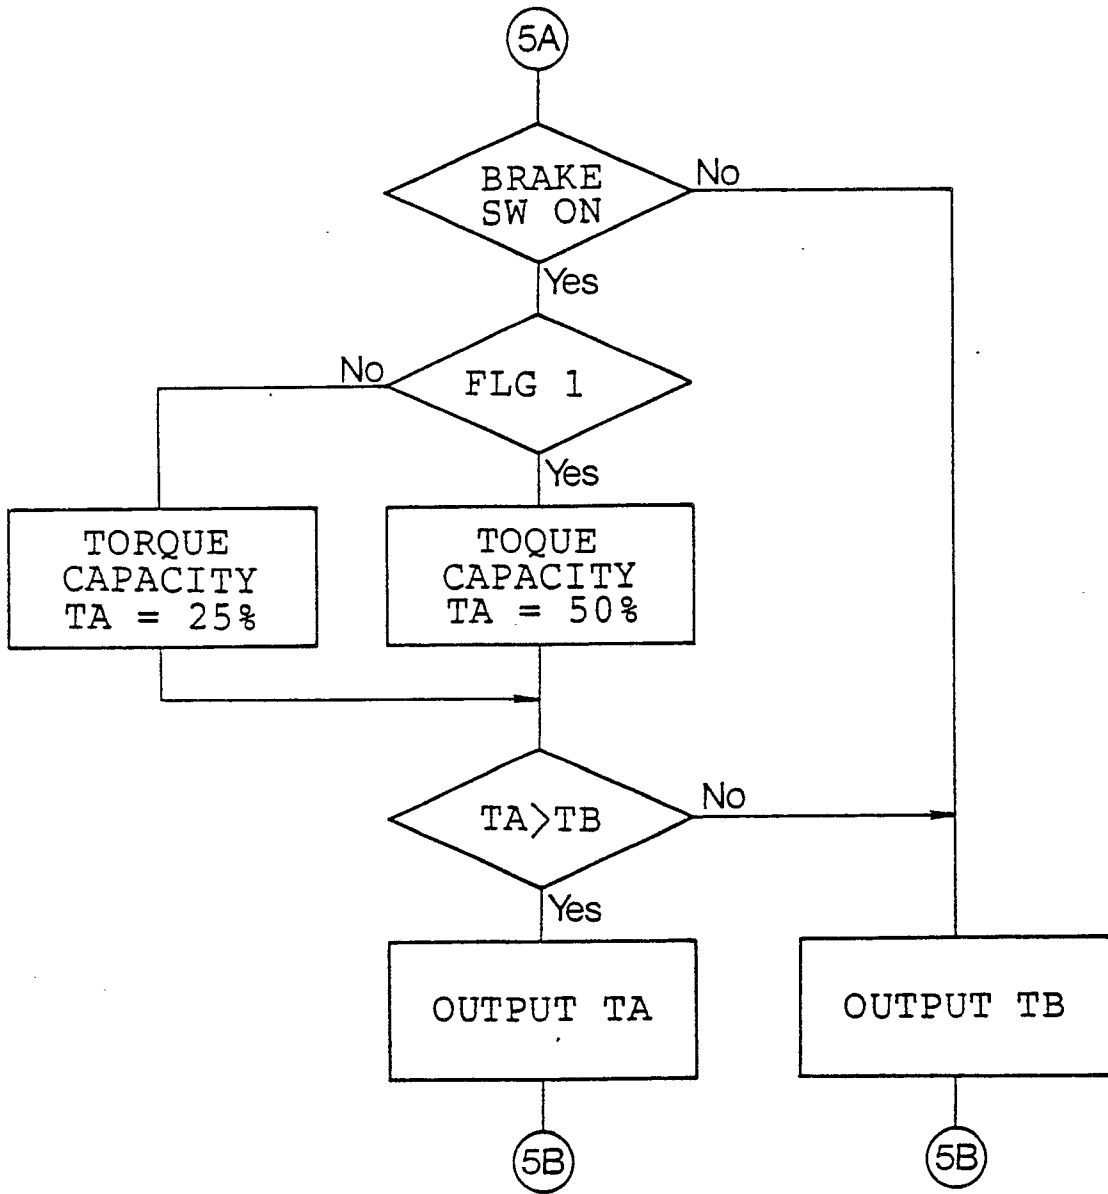 5A
BRAKE
SW ON
No
Yes
No
FLG 1
Yes
TORQUE
CAPACITY
TA = 25%
TOQUE
CAPACITY
TA = 50%
TA>TB
No
Yes
OUTPUT TA
OUTPUT TB
5B
5B